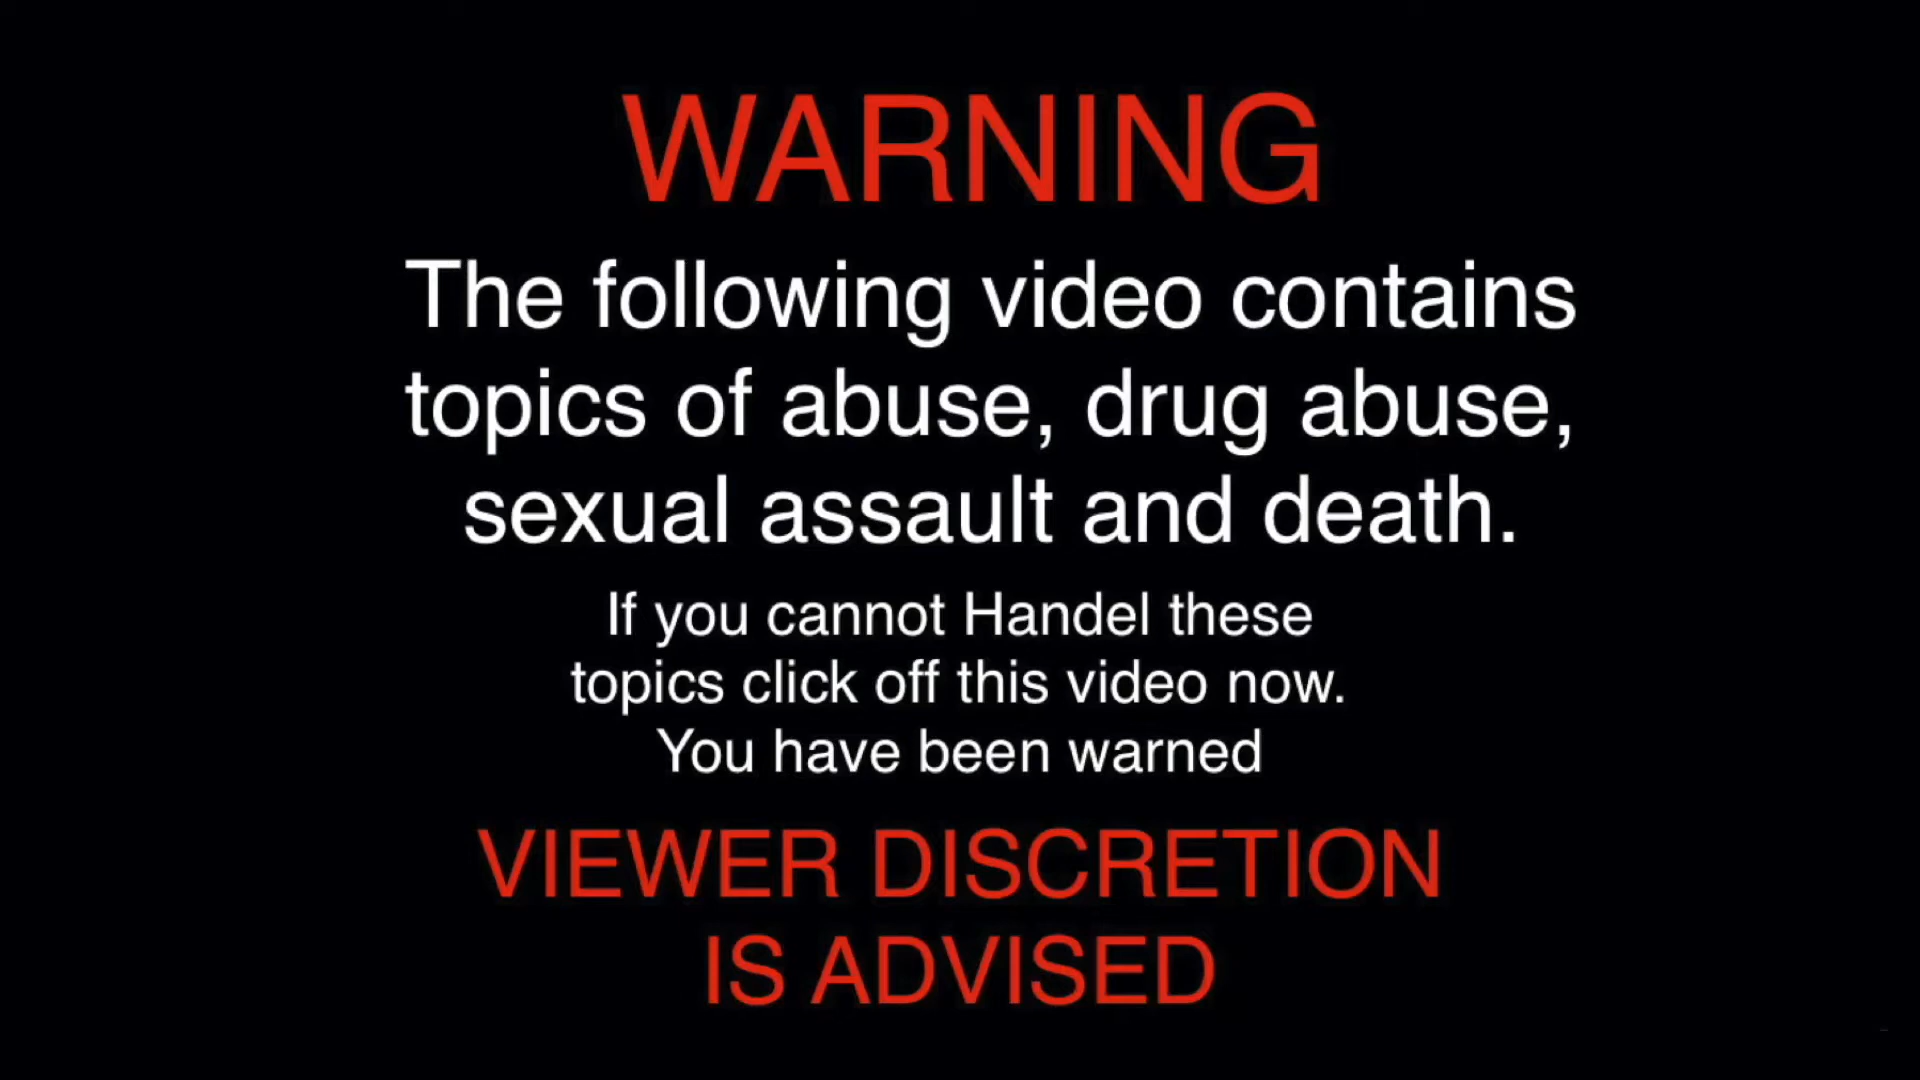 WARNING
The following video contains
topics of abuse, drug abuse,
sexual assault and death.
If you cannot Handel these
topics click off this video now.
You have been warned
VIEWER DISCRETION
IS ADVISED